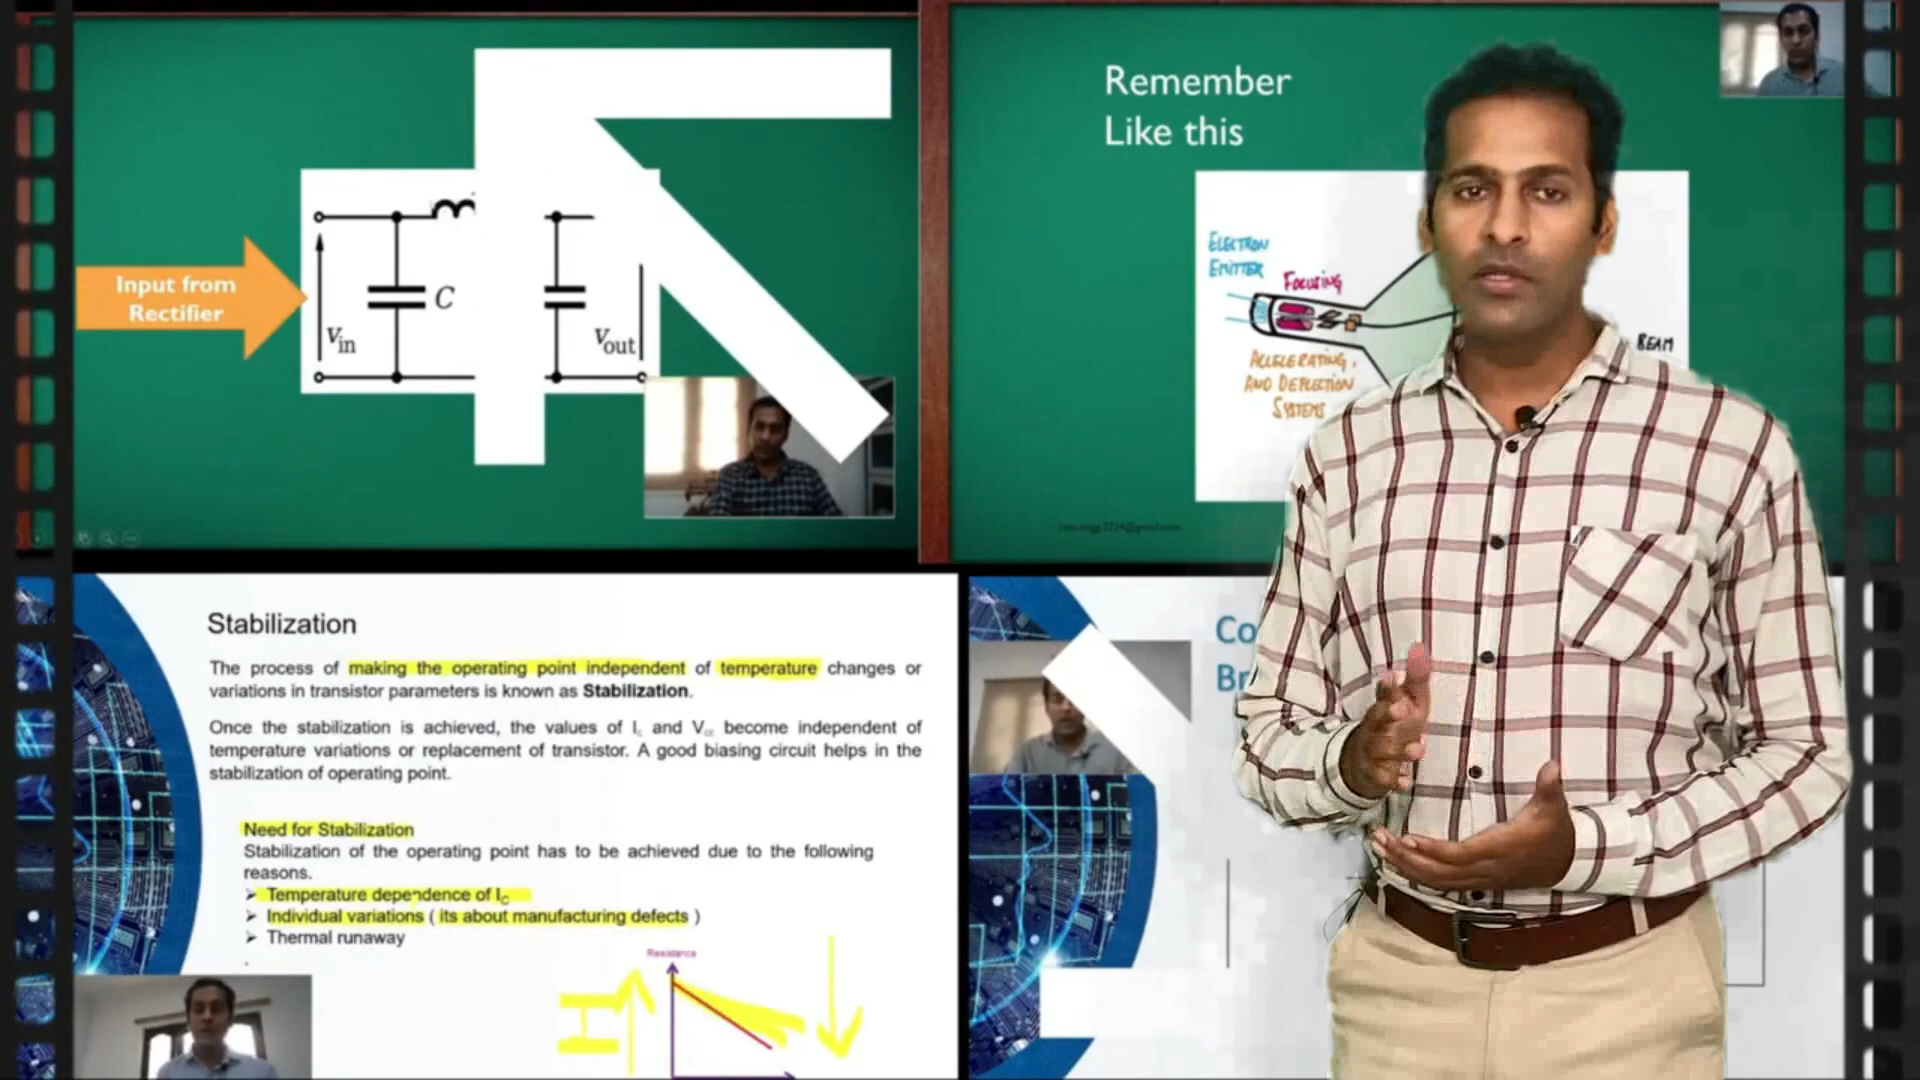 Input from
Rectifier
C
Vin
Vout
Remember
Like this
ELECTRON
EMITTER
FOCUSING
BEAM
ACCELERATING,
AND DEFLECTION
SYSTEMS
Stabilization
The process of making the operating point independent of temperature changes or
variations in transistor parameters is known as Stabilization.
Once the stabilization is achieved, the values of Ic and VCE become independent of
temperature variations or replacement of transistor. A good biasing circuit helps in the
stabilization of operating point.
Need for Stabilization
Stabilization of the operating point has to be achieved due to the following
reasons.
➢ Temperature dependence of IC
➢ Individual variations ( its about manufacturing defects )
➢ Thermal runaway
.
Resistance
I
Co
Br